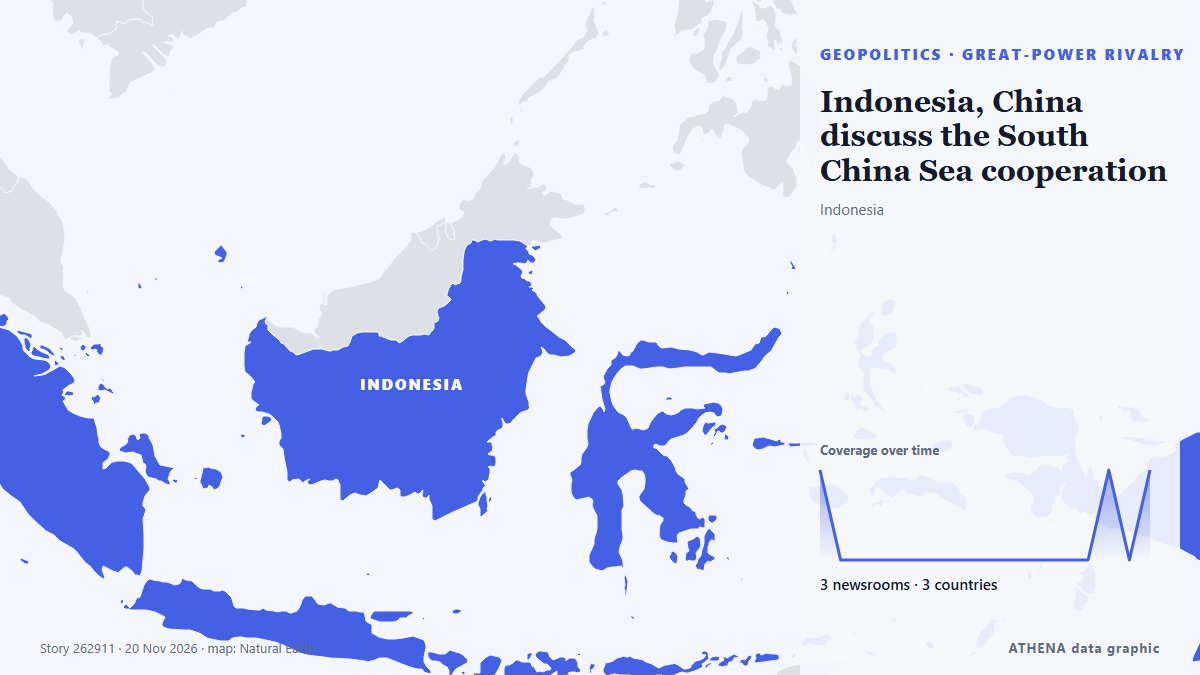 GEOPOLITICS · GREAT-POWER RIVALRY
Indonesia, China
discuss the South
China Sea cooperation
Indonesia
INDONESIA
Coverage over time
3 newsrooms · 3 countries
Story 262911 · 20 Nov 2026 · map: Natural Earth
ATHENA data graphic